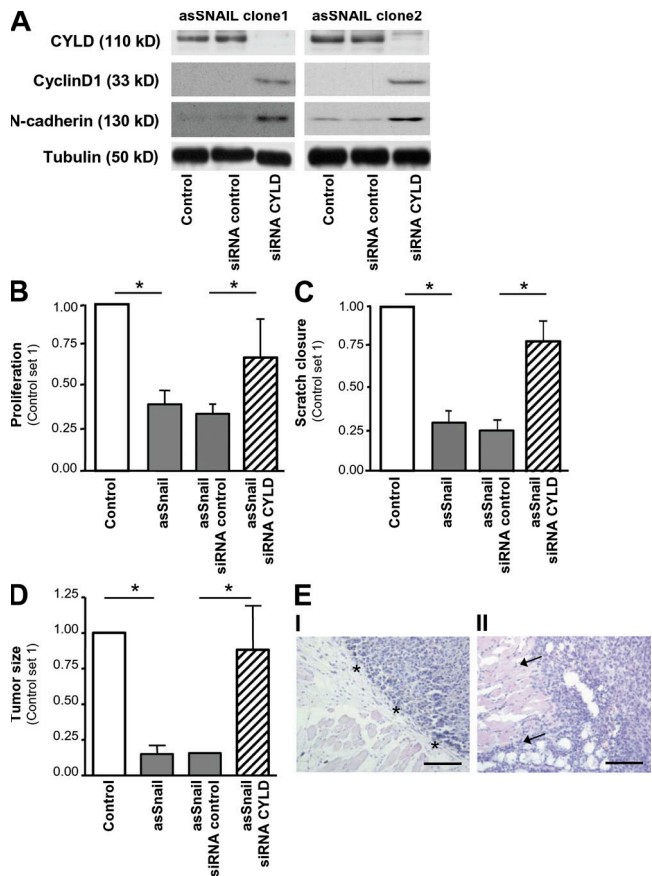 A
asSNAIL clone1
asSNAIL clone2
CYLD (110 kD)
CyclinD1 (33 kD)
N-cadherin (130 kD)
Tubulin (50 kD)
Control
siRNA control
siRNA CYLD
Control
siRNA control
siRNA CYLD
B
*
*
1.00
0.75
0.50
0.25
0.00
Proliferation
(Control set 1)
Control
asSnail
asSnail
siRNA control
asSnail
siRNA CYLD
C
*
*
1.00
0.75
0.50
0.25
0.00
Scratch closure
(Control set 1)
Control
asSnail
asSnail
siRNA control
asSnail
siRNA CYLD
D
*
*
1.25
1.00
0.75
0.50
0.25
0.00
Tumor size
(Control set 1)
Control
asSnail
asSnail
siRNA control
asSnail
siRNA CYLD
E
I
*
*
*
II